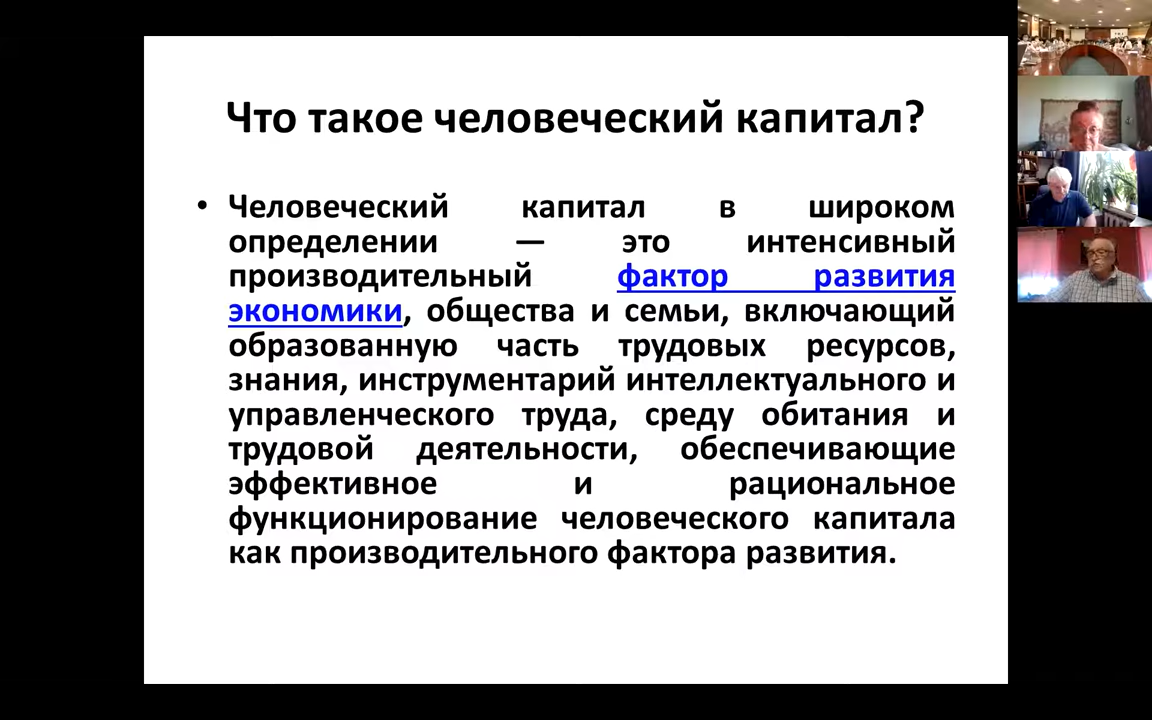 Что такое человеческий капитал?
• Человеческий капитал в широком
определении — это интенсивный
производительный фактор развития
экономики, общества и семьи, включающий
образованную часть трудовых ресурсов,
знания, инструментарий интеллектуального и
управленческого труда, среду обитания и
трудовой деятельности, обеспечивающие
эффективное и рациональное
функционирование человеческого капитала
как производительного фактора развития.